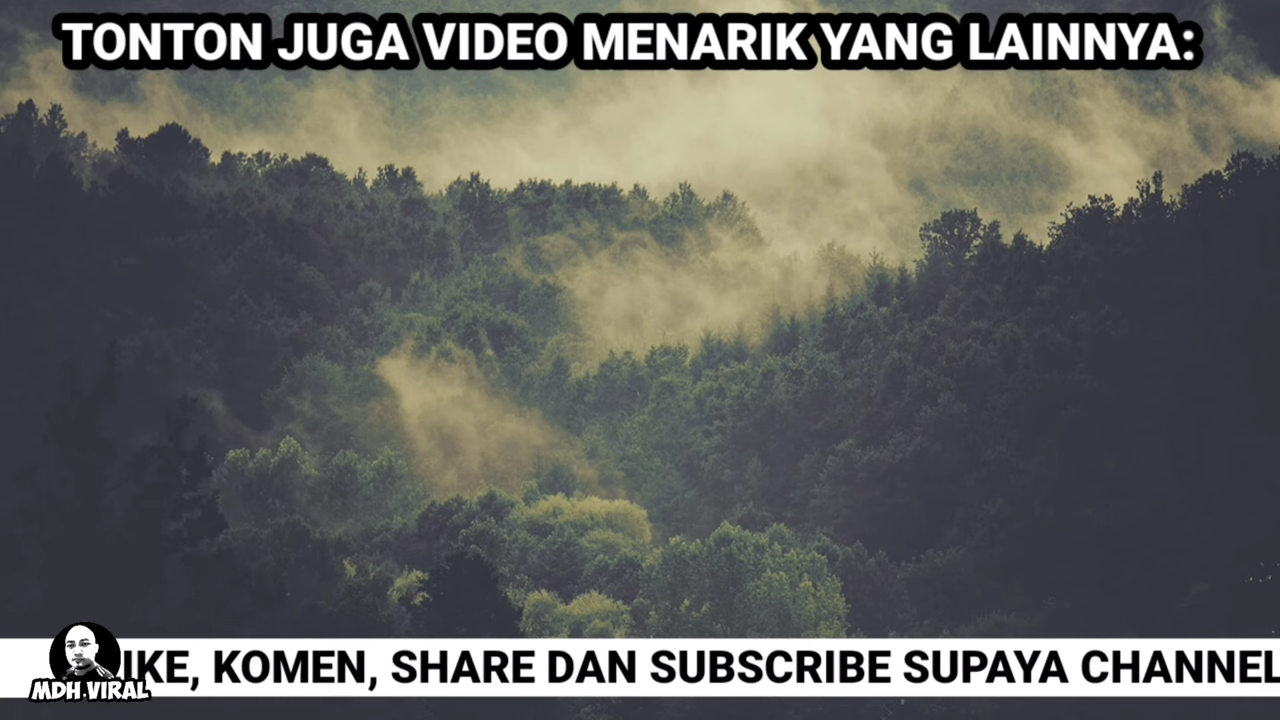 TONTON JUGA VIDEO MENARIK YANG LAINNYA:
IKE, KOMEN, SHARE DAN SUBSCRIBE SUPAYA CHANNEL
MDH VIRAL